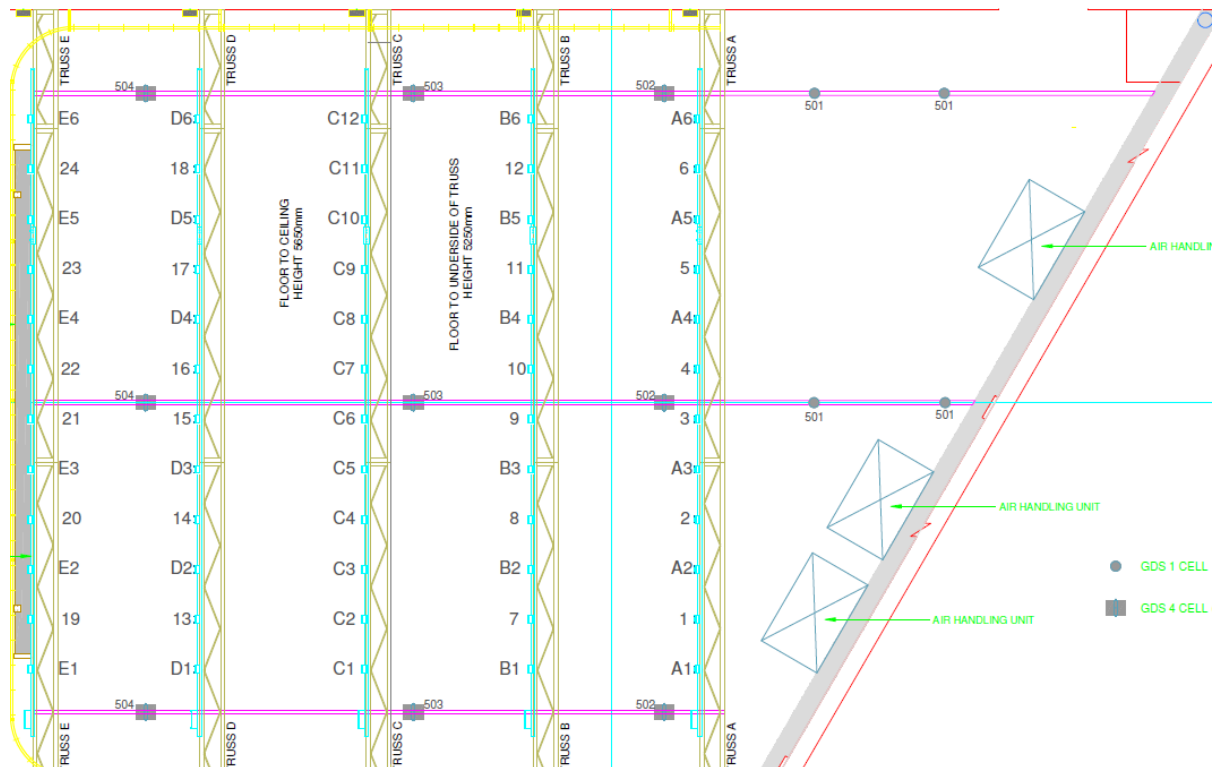 TRUSS E
TRUSS D
TRUSS C
TRUSS B
TRUSS A
504
503
502
501
501
E6
D6
C12
B6
A6
24
18
C11
12
6
E5
D5
C10
B5
A5
23
17
C9
11
5
E4
D4
C8
B4
A4
22
16
C7
10
4
FLOOR TO CEILING
HEIGHT 5650mm
FLOOR TO UNDERSIDE OF TRUSS
HEIGHT 5250mm
AIR HANDLIN
504
503
502
501
501
21
15
C6
9
3
E3
D3
C5
B3
A3
20
14
C4
8
2
AIR HANDLING UNIT
E2
D2
C3
B2
A2
GDS 1 CELL
19
13
C2
7
1
GDS 4 CELL
AIR HANDLING UNIT
E1
D1
C1
B1
A1
504
503
502
RUSS E
RUSS D
RUSS C
RUSS B
RUSS A